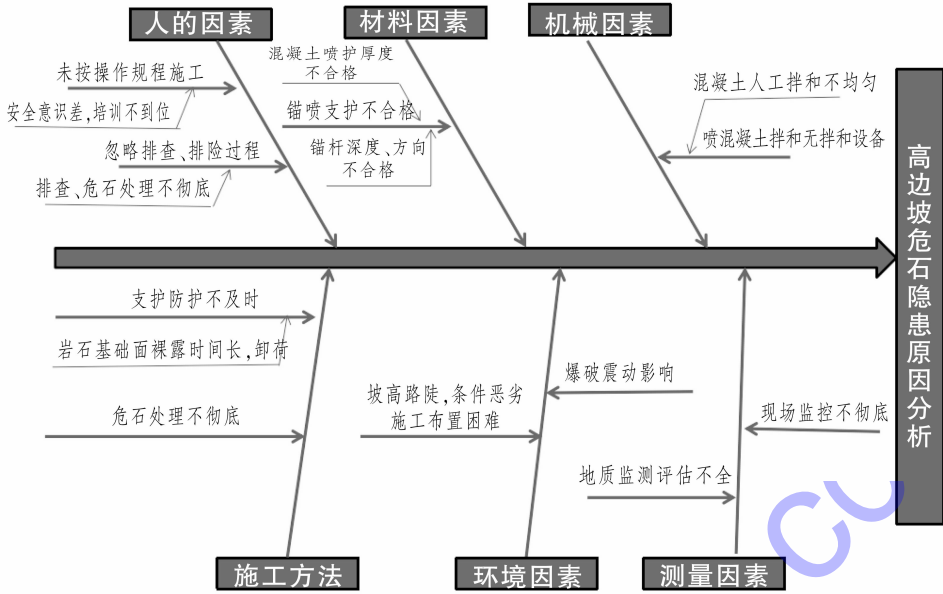 人的因素
未按操作规程施工
安全意识差,培训不到位
忽略排查、排险过程
排查、危石处理不彻底
材料因素
混凝土喷护厚度
不合格
锚喷支护不合格
锚杆深度、方向
不合格
机械因素
混凝土人工拌和不均匀
喷混凝土拌和无拌和设备
高边坡危石隐患原因分析
支护防护不及时
岩石基础面裸露时间长,卸荷
危石处理不彻底
施工方法
爆破震动影响
坡高路陡,条件恶劣
施工布置困难
环境因素
现场监控不彻底
地质监测评估不全
测量因素